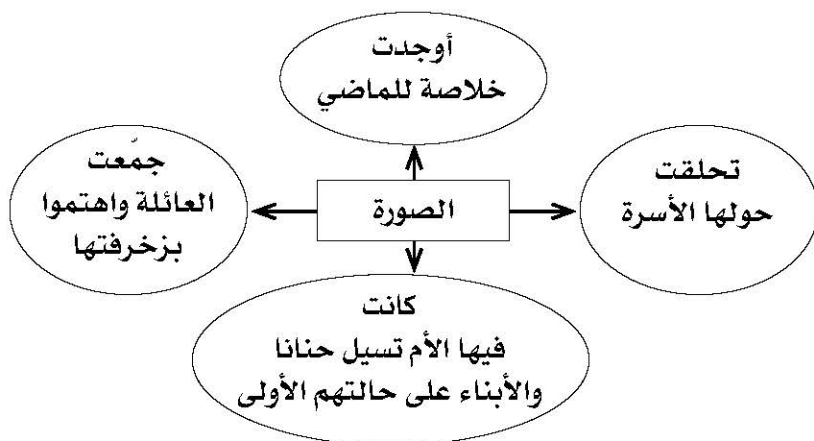 أوجدت
خلاصة للماضي
تحلقت
حولها الأسرة
الصورة
جمّعت
العائلة واهتموا
بزخرفتها
كانت
فيها الأم تسيل حنانا
والأبناء على حالتهم الأولى